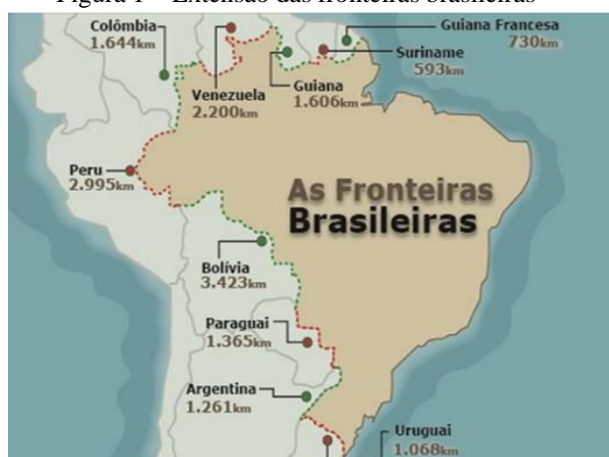 Figura 1 – Extensão das fronteiras brasileiras
Colômbia
1.644km
Guiana Francesa
730km
Suriname
593km
Venezuela
2.200km
Guiana
1.606km
Peru
2.995km
As Fronteiras
Brasileiras
Bolívia
3.423km
Paraguai
1.365km
Argentina
1.261km
Uruguai
1.068km